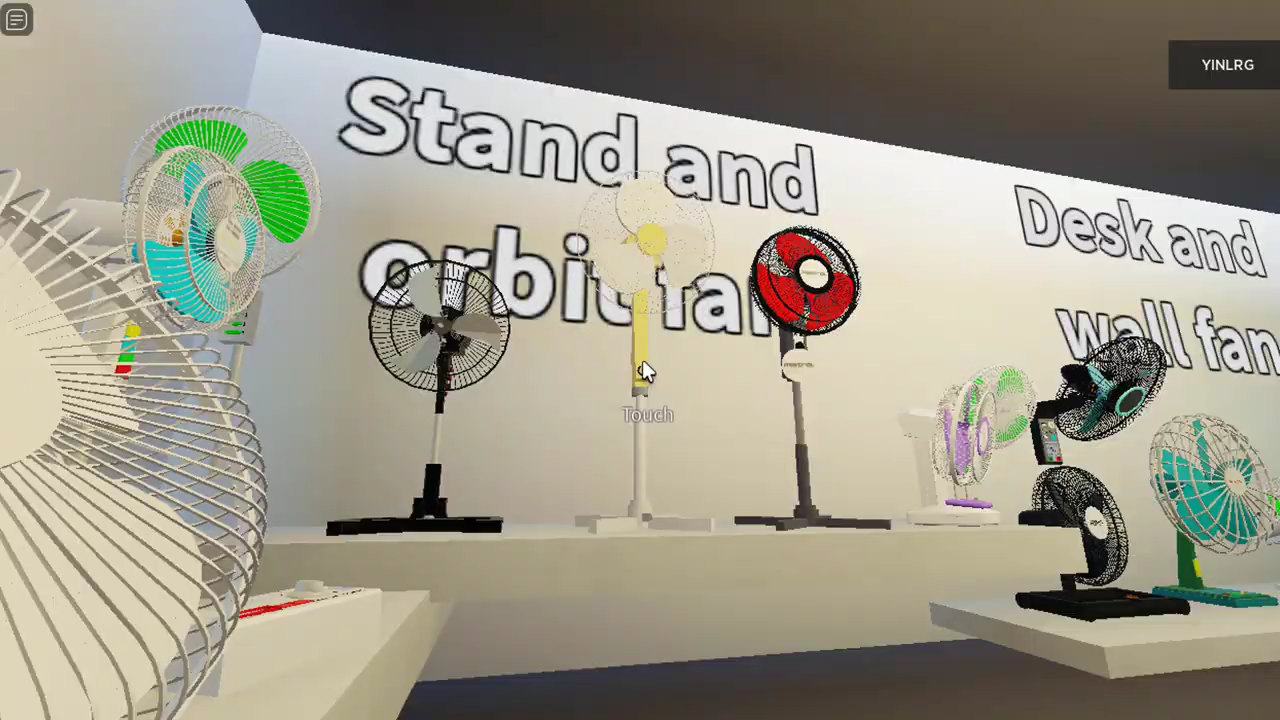 YINLRG
Stand and
orbit fan
Desk and
wall fan
Touch